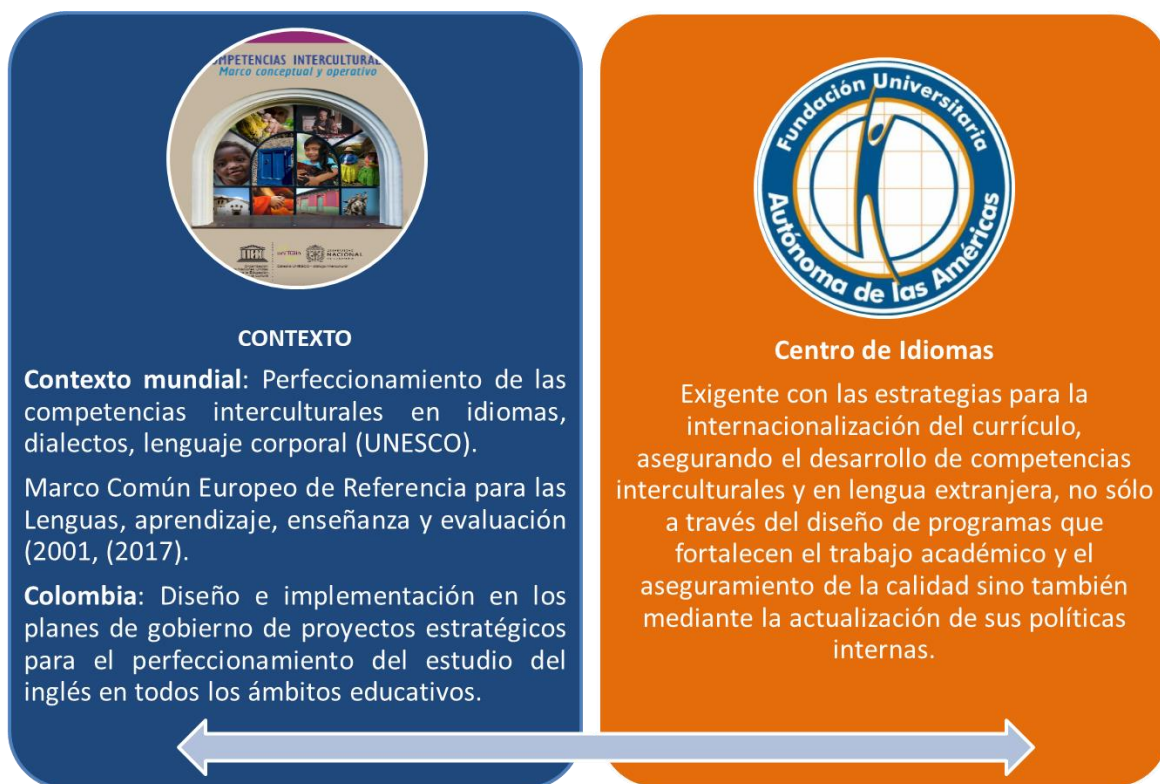 COMPETENCIAS INTERCULTURAL
Marco conceptual y operativo
NACIONAL
CONTEXTO
Contexto mundial: Perfeccionamiento de las
competencias interculturales en idiomas,
dialectos, lenguaje corporal (UNESCO).
Marco Común Europeo de Referencia para las
Lenguas, aprendizaje, enseñanza y evaluación
(2001, (2017).
Colombia: Diseño e implementación en los
planes de gobierno de proyectos estratégicos
para el perfeccionamiento del estudio del
inglés en todos los ámbitos educativos.
Fundación Universitaria
Autónoma de las Américas
Centro de Idiomas
Exigente con las estrategias para la
internacionalización del currículo,
asegurando el desarrollo de competencias
interculturales y en lengua extranjera, no sólo
a través del diseño de programas que
fortalecen el trabajo académico y el
aseguramiento de la calidad sino también
mediante la actualización de sus políticas
internas.